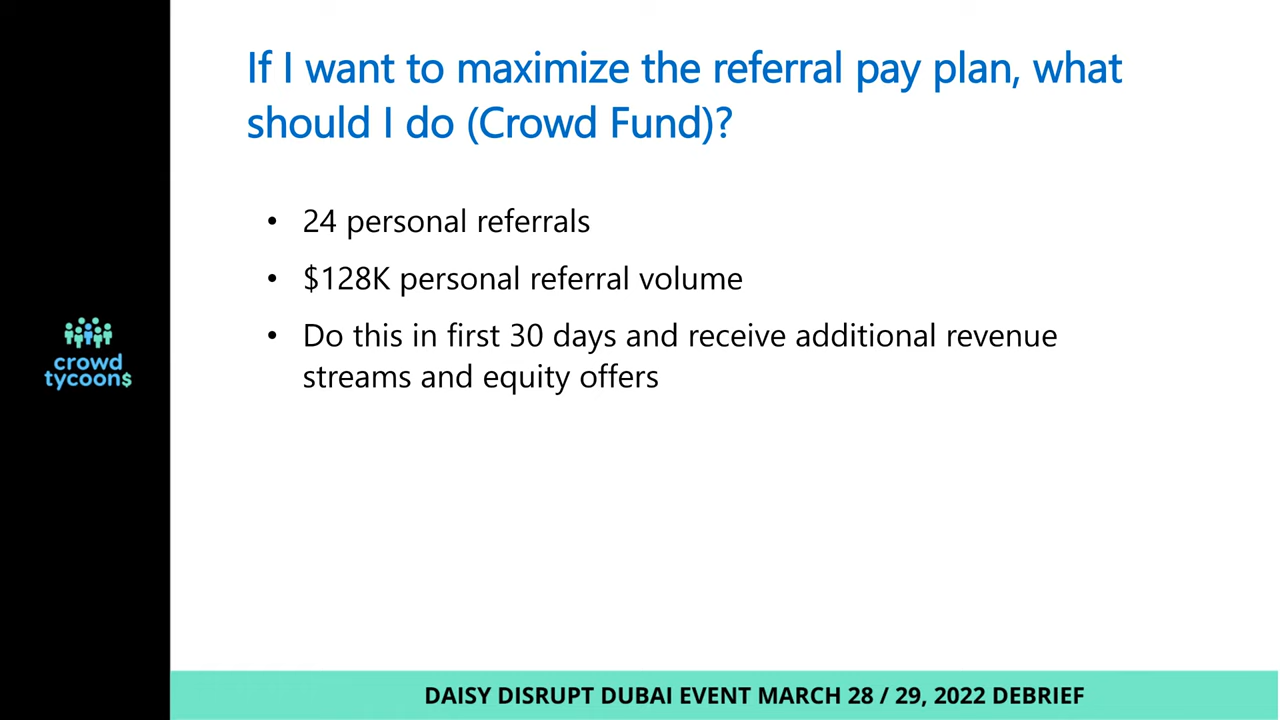 If I want to maximize the referral pay plan, what
should I do (Crowd Fund)?
• 24 personal referrals
• $128K personal referral volume
• Do this in first 30 days and receive additional revenue
streams and equity offers
crowd
tycoon$
DAISY DISRUPT DUBAI EVENT MARCH 28 / 29, 2022 DEBRIEF